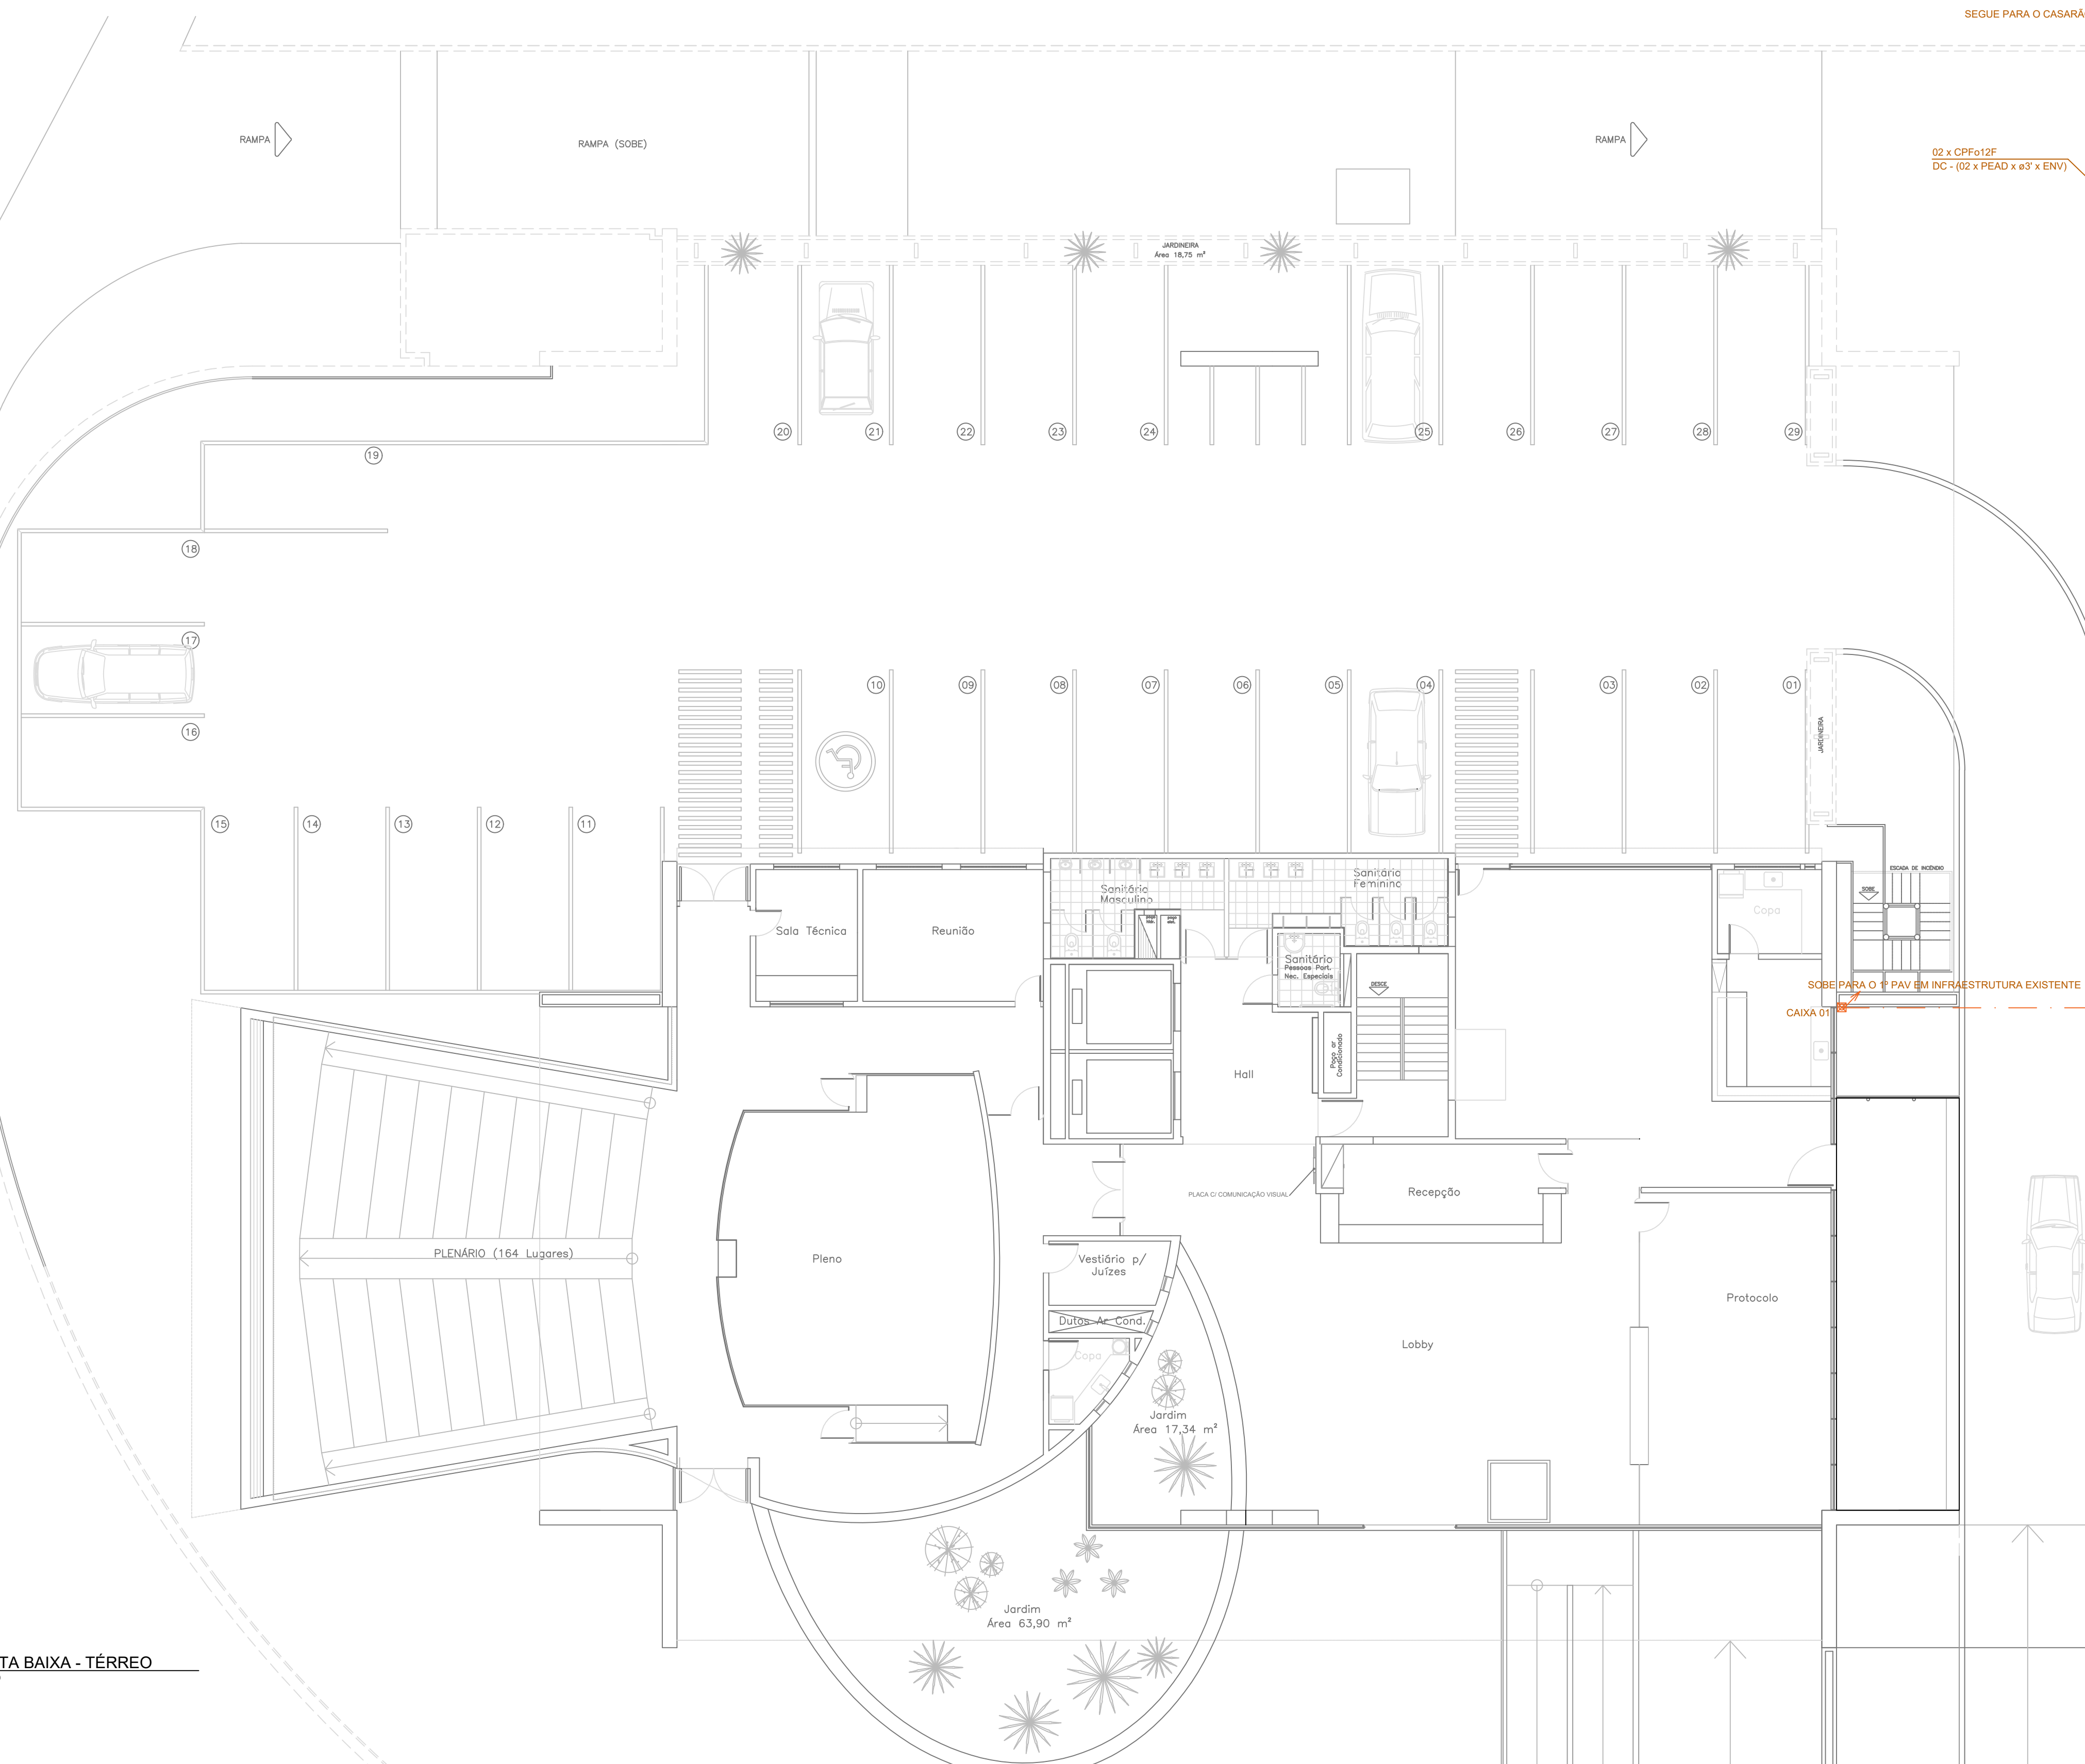 SEGUE PARA O CASARÃ
RAMPA
RAMPA (SOBE)
RAMPA
02 x CPFo12F
DC - (02 x PEAD x ø3' x ENV)
JARDINEIRA
Área 18,75 m²
20
21
22
23
24
25
26
27
28
29
19
18
17
16
10
09
08
07
06
05
04
03
02
01
JARDINEIRA
15
14
13
12
11
ESCADA DE INCÊNDIO
SOBE
Sanitário
Masculino
Sanitário
Feminino
Copa
Sala Técnica
Reunião
Sanitário
Pessoas Port.
Nec. Especiais
DESCE
SOBE PARA O 1º PAV EM INFRAESTRUTURA EXISTENTE
CAIXA 01
Poço ar
Condicionado
Hall
PLACA C/ COMUNICAÇÃO VISUAL
Recepção
PLENÁRIO (164 Lugares)
Pleno
Vestiário p/
Juízes
Protocolo
Dutos Ar Cond.
Lobby
Copa
Jardim
Área 17,34 m²
Jardim
Área 63,90 m²
TA BAIXA - TÉRREO